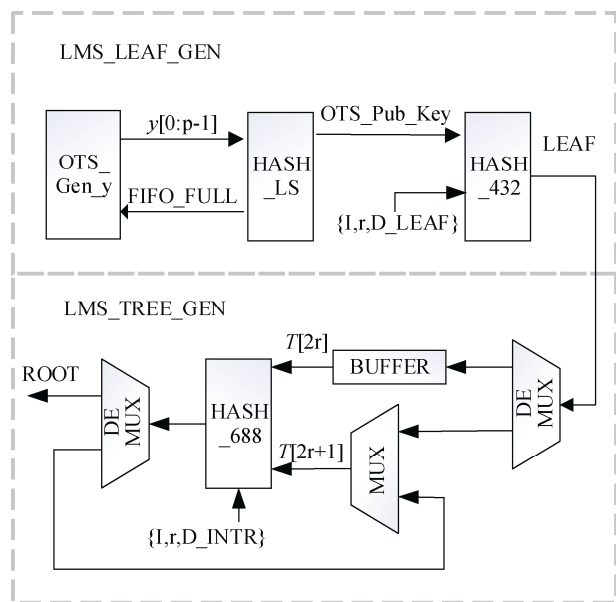 LMS_LEAF_GEN
OTS_
Gen_y
y[0:p-1]
FIFO_FULL
HASH
_LS
OTS_Pub_Key
HASH
_432
{I,r,D_LEAF}
LEAF
LMS_TREE_GEN
ROOT
DE
MUX
HASH
_688
T[2r]
BUFFER
T[2r+1]
MUX
DE
MUX
{I,r,D_INTR}